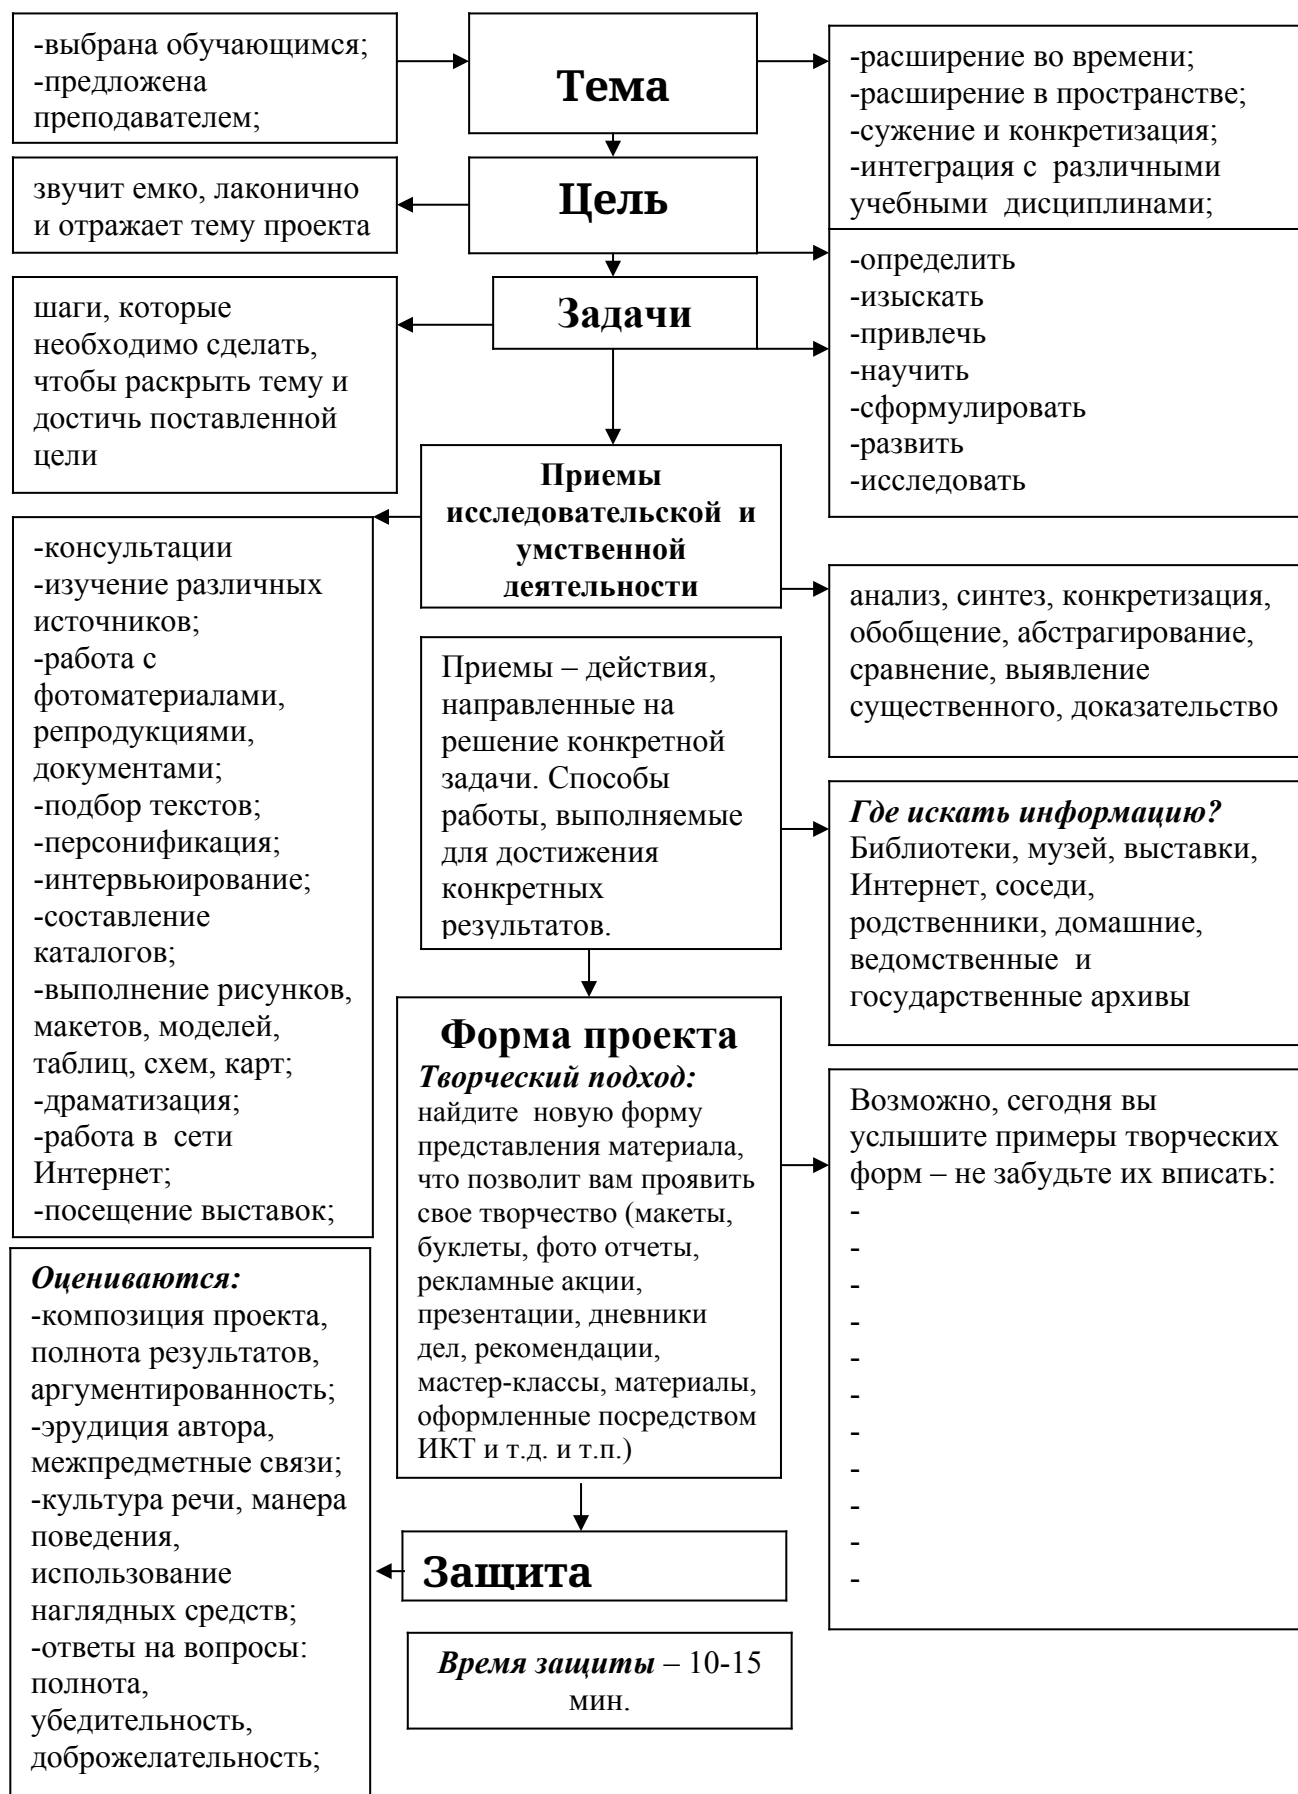 -выбрана обучающимся;
-предложена
преподавателем;
Тема
-расширение во времени;
-расширение в пространстве;
-сужение и конкретизация;
-интеграция с различными
учебными дисциплинами;
звучит емко, лаконично
и отражает тему проекта
Цель
-определить
-изыскать
-привлечь
-научить
-сформулировать
-развить
-исследовать
шаги, которые
необходимо сделать,
чтобы раскрыть тему и
достичь поставленной
цели
Задачи
Приемы
исследовательской и
умственной
деятельности
-консультации
-изучение различных
источников;
-работа с
фотоматериалами,
репродукциями,
документами;
-подбор текстов;
-персонификация;
-интервьюирование;
-составление
каталогов;
-выполнение рисунков,
макетов, моделей,
таблиц, схем, карт;
-драматизация;
-работа в сети
Интернет;
-посещение выставок;
анализ, синтез, конкретизация,
обобщение, абстрагирование,
сравнение, выявление
существенного, доказательство
Приемы – действия,
направленные на
решение конкретной
задачи. Способы
работы, выполняемые
для достижения
конкретных
результатов.
Где искать информацию?
Библиотеки, музей, выставки,
Интернет, соседи,
родственники, домашние,
ведомственные и
государственные архивы
Форма проекта
Творческий подход:
найдите новую форму
представления материала,
что позволит вам проявить
свое творчество (макеты,
буклеты, фото отчеты,
рекламные акции,
презентации, дневники
дел, рекомендации,
мастер-классы, материалы,
оформленные посредством
ИКТ и т.д. и т.п.)
Возможно, сегодня вы
услышите примеры творческих
форм – не забудьте их вписать:
-
-
-
-
-
-
-
-
-
-
-
Оцениваются:
-композиция проекта,
полнота результатов,
аргументированность;
-эрудиция автора,
межпредметные связи;
-культура речи, манера
поведения,
использование
наглядных средств;
-ответы на вопросы:
полнота,
убедительность,
доброжелательность;
Защита
Время защиты – 10-15
мин.